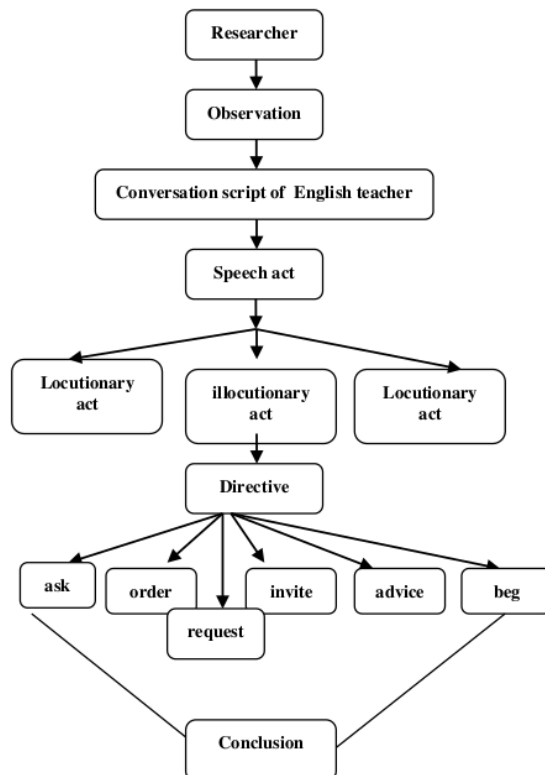 Researcher
Observation
Conversation script of English teacher
Speech act
Locutionary
act
illocutionary
act
Locutionary
act
Directive
ask
order
request
invite
advice
beg
Conclusion